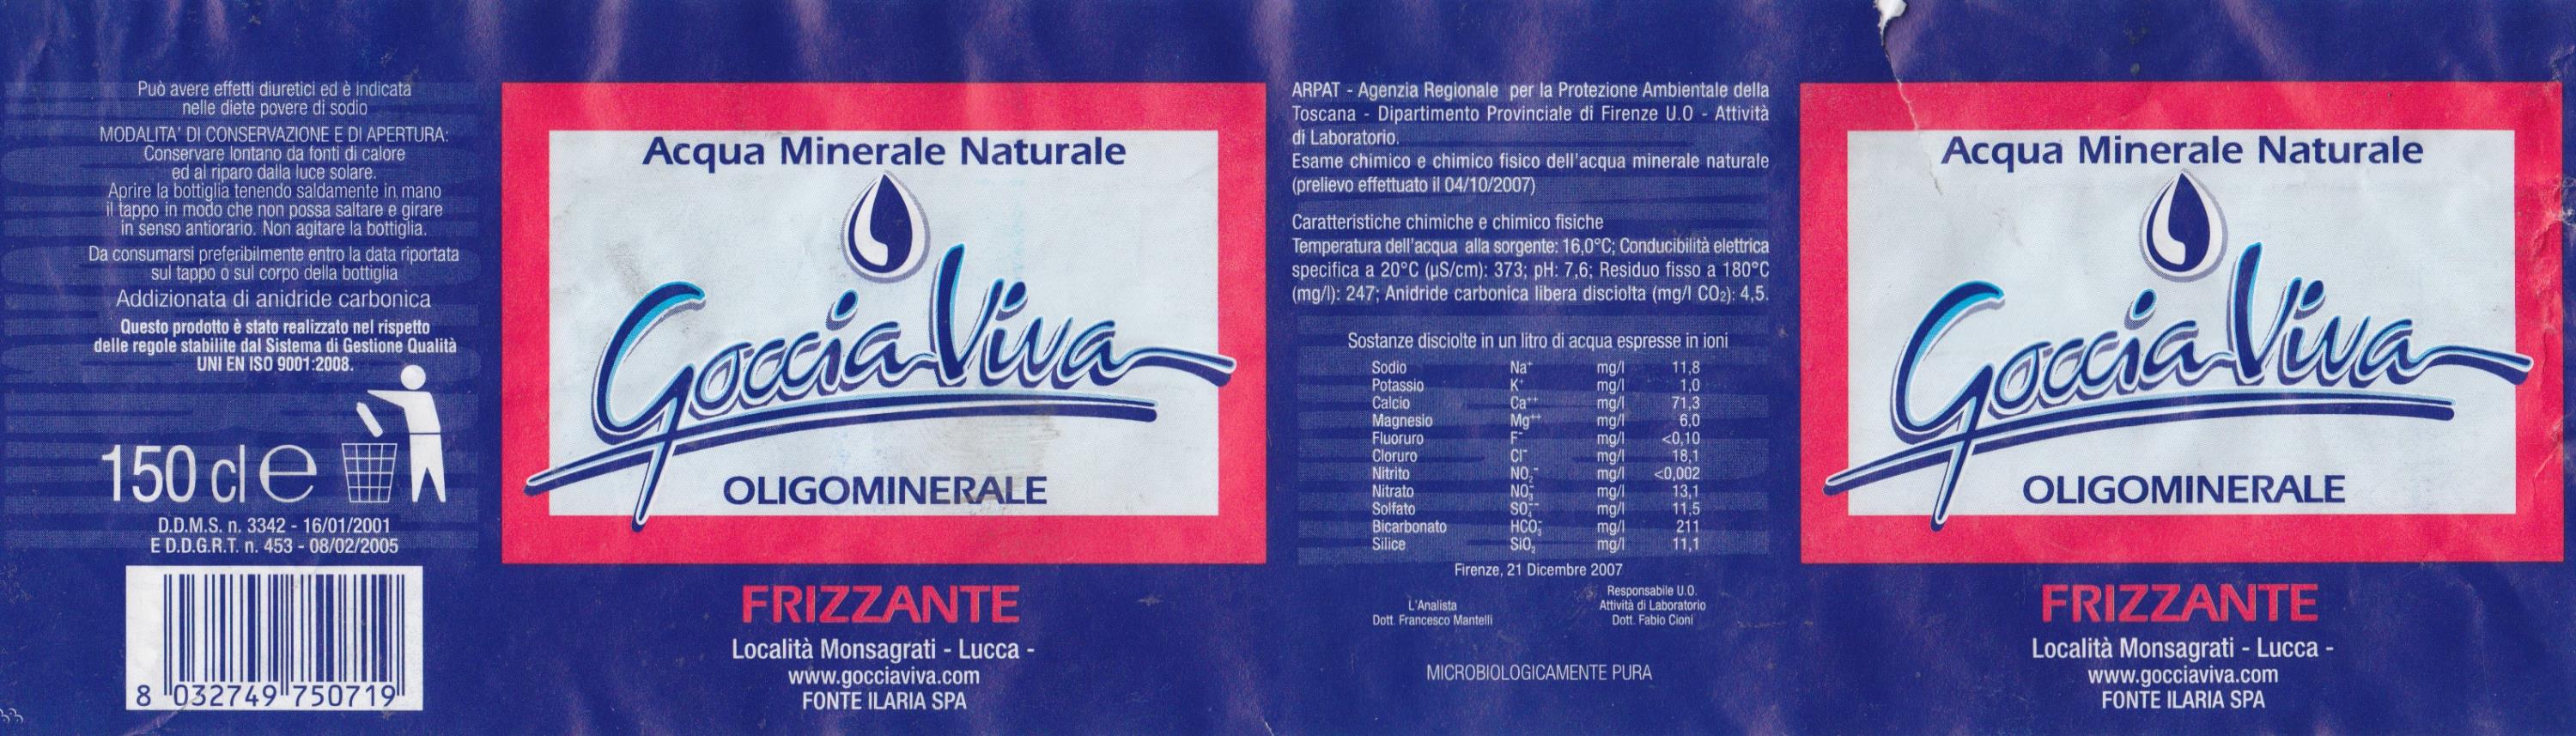 Può avere effetti diuretici ed è indicata
nelle diete povere di sodio
MODALITA' DI CONSERVAZIONE E DI APERTURA:
Conservare lontano da fonti di calore
ed al riparo dalla luce solare.
Aprire la bottiglia tenendo saldamente in mano
il tappo in modo che non possa saltare e girare
in senso antiorario. Non agitare la bottiglia.
Da consumarsi preferibilmente entro la data riportata
sul tappo o sul corpo della bottiglia
Addizionata di anidride carbonica
Questo prodotto è stato realizzato nel rispetto
delle regole stabilite dal Sistema di Gestione Qualità
UNI EN ISO 9001:2008.
150 cl e
D.D.M.S. n. 3342 - 16/01/2001
E D.D.G.R.T. n. 453 - 08/02/2005
8 032749 750719
Acqua Minerale Naturale
Goccia Viva
OLIGOMINERALE
FRIZZANTE
Località Monsagrati - Lucca -
www.gocciaviva.com
FONTE ILARIA SPA
ARPAT - Agenzia Regionale per la Protezione Ambientale della
Toscana - Dipartimento Provinciale di Firenze U.O - Attività
di Laboratorio.
Esame chimico e chimico fisico dell'acqua minerale naturale
(prelievo effettuato il 04/10/2007)
Caratteristiche chimiche e chimico fisiche
Temperatura dell'acqua alla sorgente: 16,0°C; Conducibilità elettrica
specifica a 20°C (µS/cm): 373; pH: 7,6; Residuo fisso a 180°C
(mg/l): 247; Anidride carbonica libera disciolta (mg/l CO₂): 4,5.
Sostanze disciolte in un litro di acqua espresse in ioni
Sodio Na⁺ mg/l 11,8
Potassio K⁺ mg/l 1,0
Calcio Ca⁺⁺ mg/l 71,3
Magnesio Mg⁺⁺ mg/l 6,0
Fluoruro F⁻ mg/l <0,10
Cloruro Cl⁻ mg/l 18,1
Nitrito NO₂⁻ mg/l <0,002
Nitrato NO₃⁻ mg/l 13,1
Solfato SO₄⁻⁻ mg/l 11,5
Bicarbonato HCO₃⁻ mg/l 211
Silice SiO₂ mg/l 11,1
Firenze, 21 Dicembre 2007
L'Analista
Dott. Francesco Mantelli
Responsabile U.O.
Attività di Laboratorio
Dott. Fabio Cioni
MICROBIOLOGICAMENTE PURA
Acqua Minerale Naturale
Goccia Viva
OLIGOMINERALE
FRIZZANTE
Località Monsagrati - Lucca -
www.gocciaviva.com
FONTE ILARIA SPA